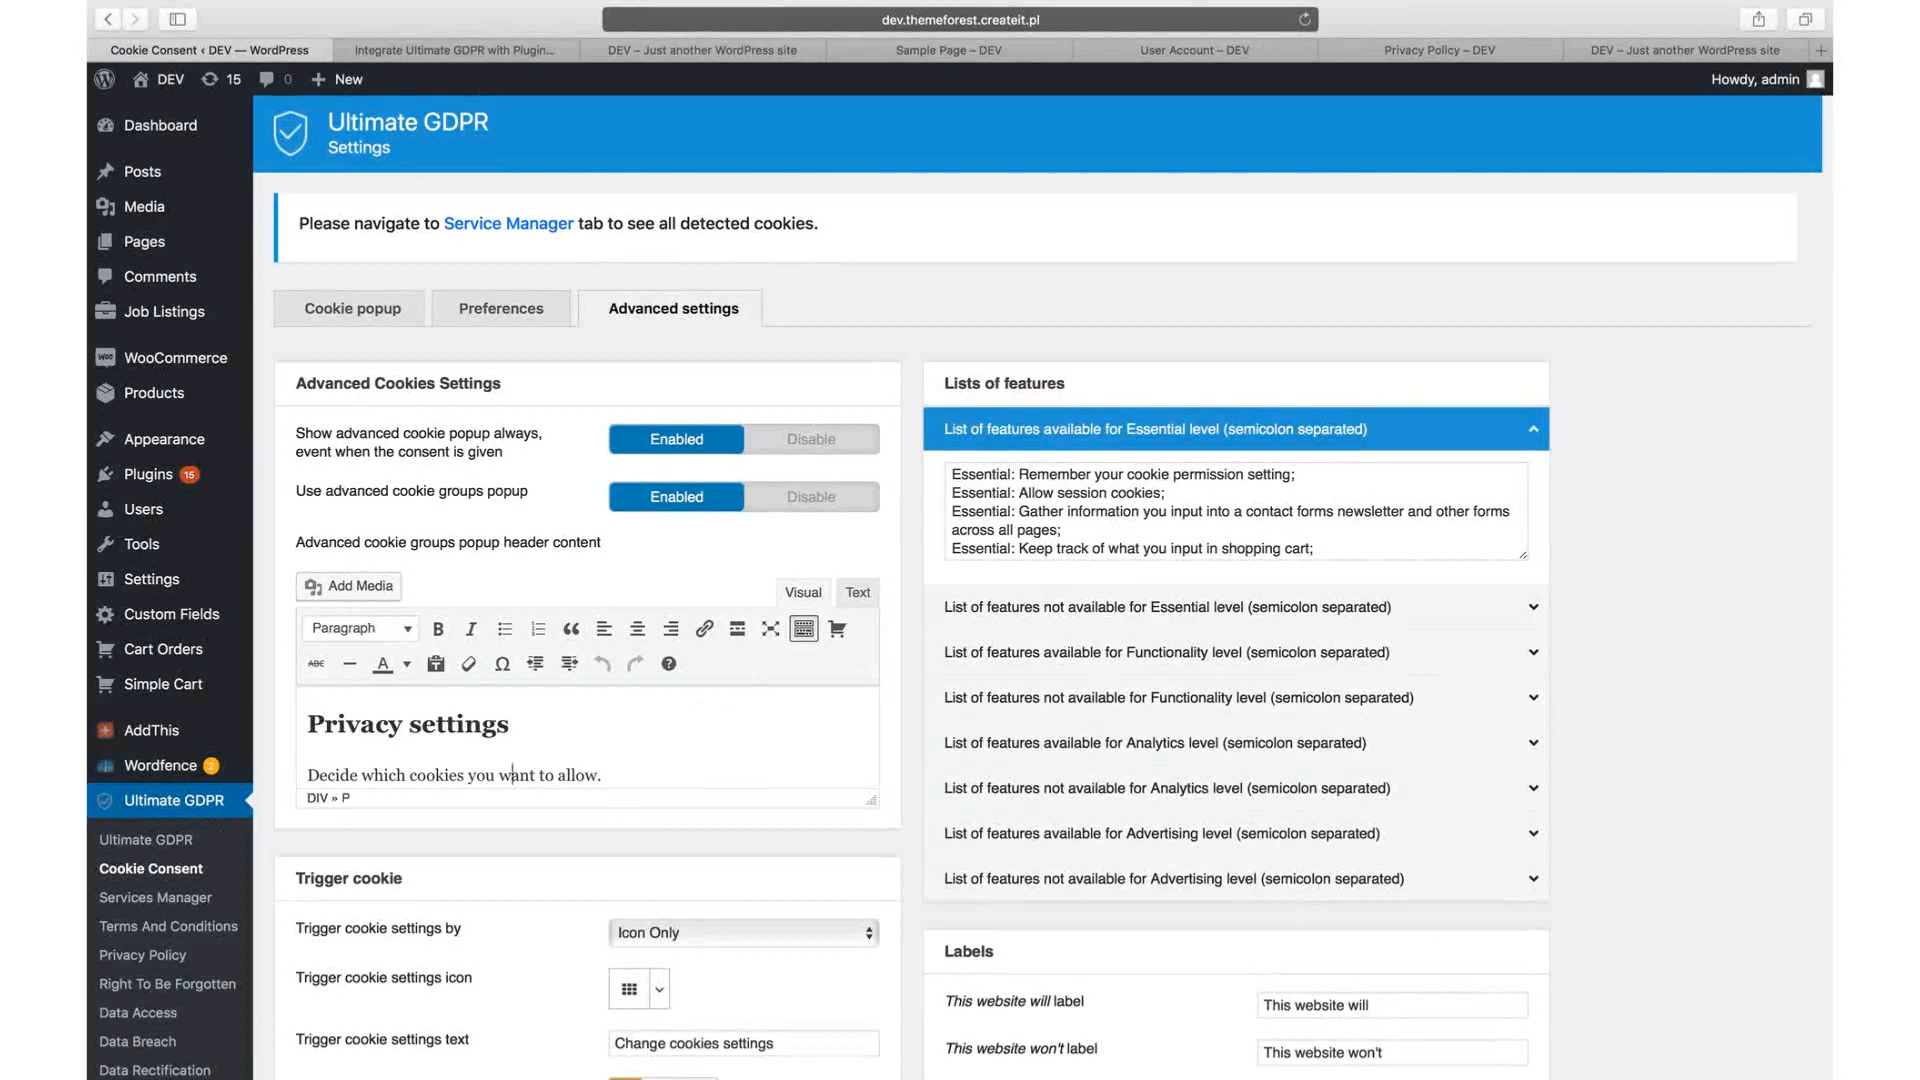 dev.themeforest.createit.pl
Cookie Consent ‹ DEV — WordPress
Integrate Ultimate GDPR with Plugin...
DEV – Just another WordPress site
Sample Page – DEV
User Account – DEV
Privacy Policy – DEV
DEV – Just another WordPress site
DEV
15
0
New
Howdy, admin
Dashboard
Posts
Media
Pages
Comments
Job Listings
WooCommerce
Products
Appearance
Plugins 15
Users
Tools
Settings
Custom Fields
Cart Orders
Simple Cart
AddThis
Wordfence 2
Ultimate GDPR
Ultimate GDPR
Cookie Consent
Services Manager
Terms And Conditions
Privacy Policy
Right To Be Forgotten
Data Access
Data Breach
Data Rectification
Ultimate GDPR
Settings
Please navigate to Service Manager tab to see all detected cookies.
Cookie popup
Preferences
Advanced settings
Advanced Cookies Settings
Show advanced cookie popup always,
event when the consent is given
Enabled
Disable
Use advanced cookie groups popup
Enabled
Disable
Advanced cookie groups popup header content
Add Media
Visual
Text
Paragraph
B
I
ABC
A
Ω
Privacy settings
Decide which cookies you want to allow.
DIV » P
Trigger cookie
Trigger cookie settings by
Icon Only
Trigger cookie settings icon
Trigger cookie settings text
Change cookies settings
Lists of features
List of features available for Essential level (semicolon separated)
Essential: Remember your cookie permission setting;
Essential: Allow session cookies;
Essential: Gather information you input into a contact forms newsletter and other forms
across all pages;
Essential: Keep track of what you input in shopping cart;
List of features not available for Essential level (semicolon separated)
List of features available for Functionality level (semicolon separated)
List of features not available for Functionality level (semicolon separated)
List of features available for Analytics level (semicolon separated)
List of features not available for Analytics level (semicolon separated)
List of features available for Advertising level (semicolon separated)
List of features not available for Advertising level (semicolon separated)
Labels
This website will label
This website will
This website won't label
This website won't